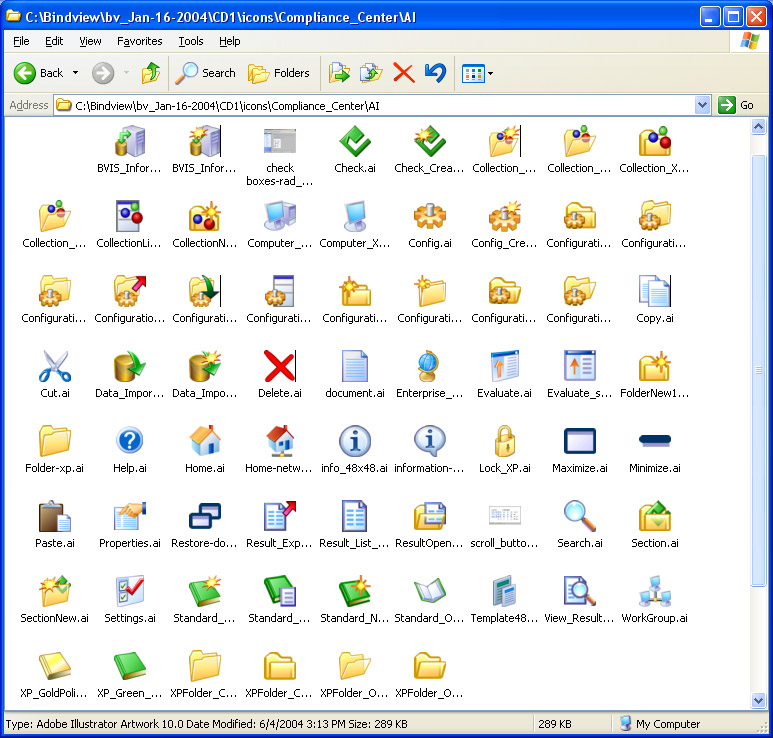 C:\Bindview\bv_Jan-16-2004\CD1\icons\Compliance_Center\AI
File Edit View Favorites Tools Help
Back Search Folders
Address C:\Bindview\bv_Jan-16-2004\CD1\icons\Compliance_Center\AI Go
BVIS_Infor... BVIS_Infor... check Check.ai Check_Crea... Collection_... Collection_... Collection_X...
boxes-rad_...
Collection_... CollectionLi... CollectionN... Computer_... Computer_X... Config.ai Config_Cre... Configurati... Configurati...
Configurati... Configuratio... Configurati... Configurati... Configurati... Configurati... Configurati... Configurati... Copy.ai
Cut.ai Data_Impor... Data_Impo... Delete.ai document.ai Enterprise_... Evaluate.ai Evaluate_s... FolderNew1...
Folder-xp.ai Help.ai Home.ai Home-netw... info_48x48.ai information-... Lock_XP.ai Maximize.ai Minimize.ai
Paste.ai Properties.ai Restore-do... Result_Exp... Result_List_... ResultOpen... scroll_butto... Search.ai Section.ai
SectionNew.ai Settings.ai Standard_... Standard_... Standard_N... Standard_O... Template48... View_Result... WorkGroup.ai
XP_GoldPoli... XP_Green_... XPFolder_C... XPFolder_C... XPFolder_O... XPFolder_O...
Type: Adobe Illustrator Artwork 10.0 Date Modified: 6/4/2004 3:13 PM Size: 289 KB 289 KB My Computer